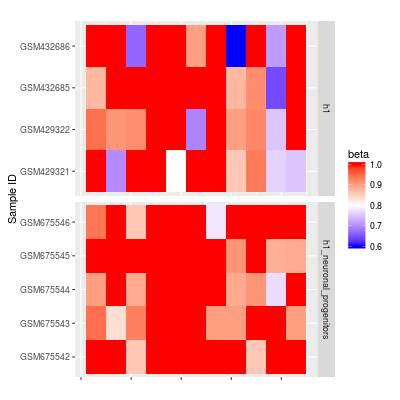 GSM432686
GSM432685
GSM429322
GSM429321
GSM675546
GSM675545
GSM675544
GSM675543
GSM675542
Sample ID
h1
h1_neuronal_progenitors
beta
1.0
0.9
0.8
0.7
0.6